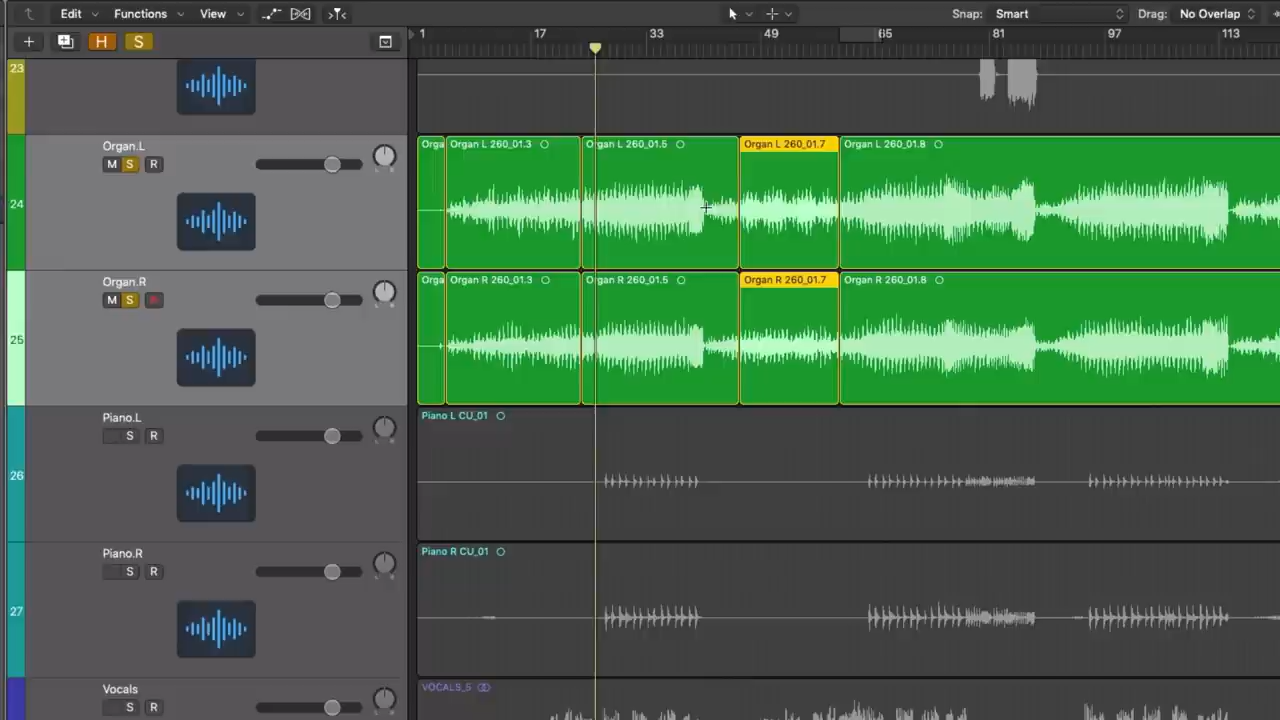 Edit Functions View Snap: Smart Drag: No Overlap
H S 1 17 33 49 65 81 97 113
23
Organ.L Orga Organ L 260_01.3 Organ L 260_01.5 Organ L 260_01.7 Organ L 260_01.8
M S R
24
Organ.R Orga Organ R 260_01.3 Organ R 260_01.5 Organ R 260_01.7 Organ R 260_01.8
M S R
25
Piano.L Piano L CU_01
S R
26
Piano.R Piano R CU_01
S R
27
Vocals VOCALS_5
S R